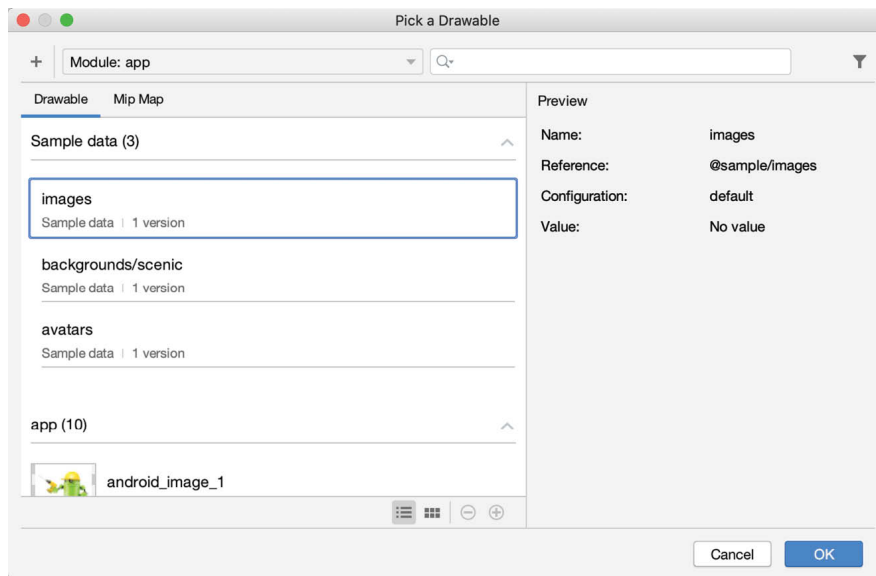 Pick a Drawable
Module: app
Drawable Mip Map
Sample data (3)
images
Sample data | 1 version
backgrounds/scenic
Sample data | 1 version
avatars
Sample data | 1 version
app (10)
android_image_1
Preview
Name: images
Reference: @sample/images
Configuration: default
Value: No value
Cancel OK